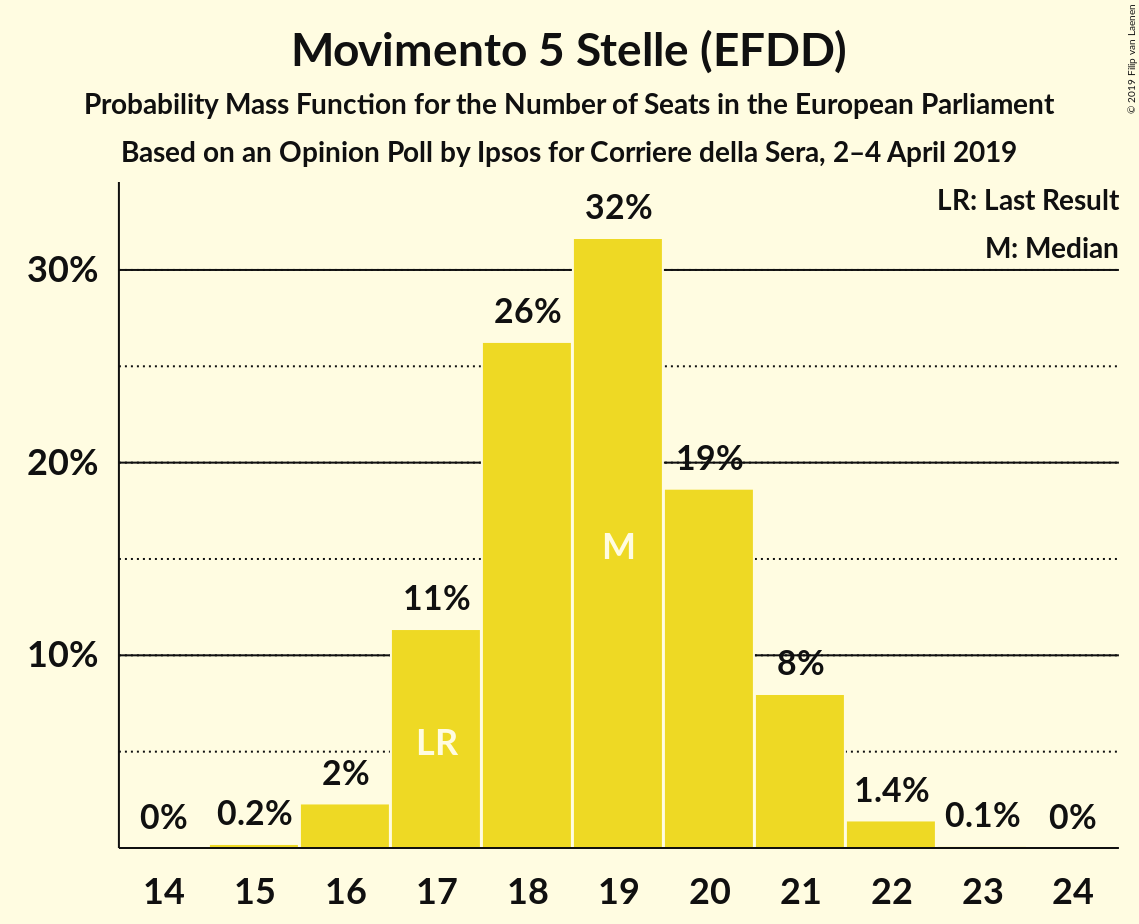 Movimento 5 Stelle (EFDD)
Probability Mass Function for the Number of Seats in the European Parliament
Based on an Opinion Poll by Ipsos for Corriere della Sera, 2–4 April 2019
© 2019 Filip van Laenen
LR: Last Result
M: Median
30%
20%
10%
0%
0.2%
2%
11%
26%
32%
19%
8%
1.4%
0.1%
0%
LR
M
14 15 16 17 18 19 20 21 22 23 24